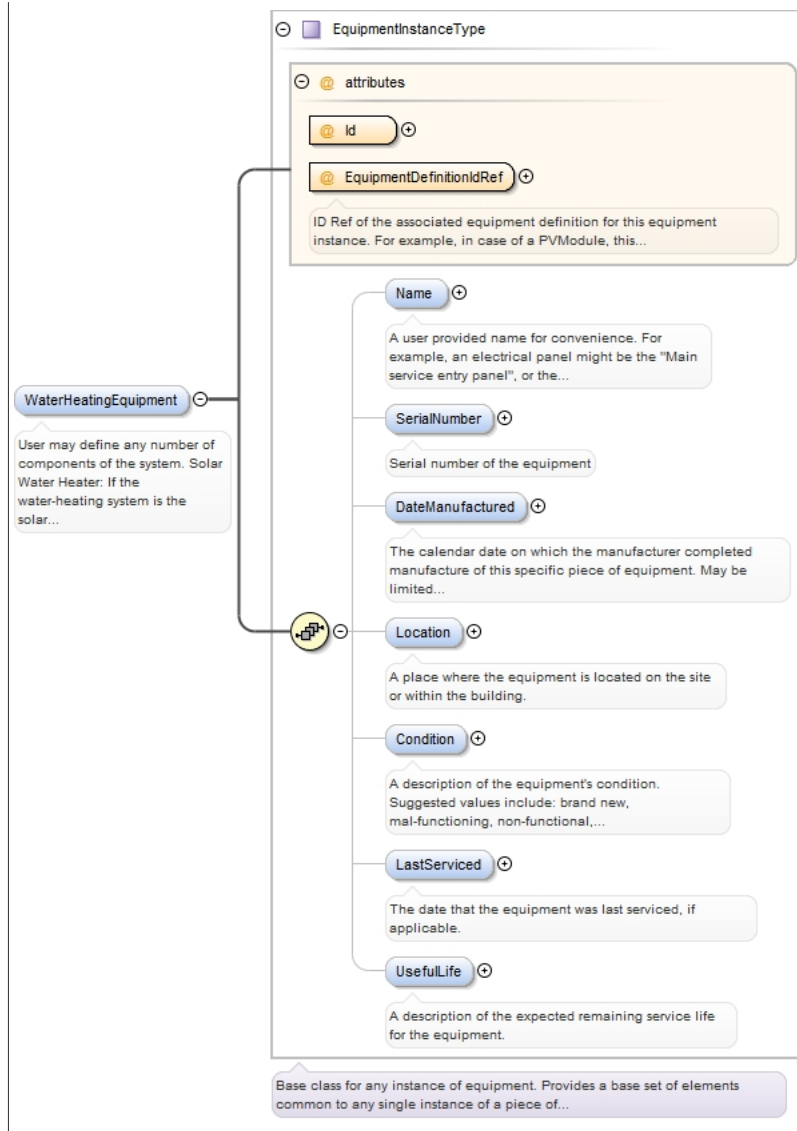 EquipmentInstanceType
@ attributes
@ Id
@ EquipmentDefinitionIdRef
ID Ref of the associated equipment definition for this equipment
instance. For example, in case of a PVModule, this...
Name
A user provided name for convenience. For
example, an electrical panel might be the "Main
service entry panel", or the...
WaterHeatingEquipment
User may define any number of
components of the system. Solar
Water Heater: If the
water-heating system is the
solar...
SerialNumber
Serial number of the equipment
DateManufactured
The calendar date on which the manufacturer completed
manufacture of this specific piece of equipment. May be
limited...
Location
A place where the equipment is located on the site
or within the building.
Condition
A description of the equipment's condition.
Suggested values include: brand new,
mal-functioning, non-functional,...
LastServiced
The date that the equipment was last serviced, if
applicable.
UsefulLife
A description of the expected remaining service life
for the equipment.
Base class for any instance of equipment. Provides a base set of elements
common to any single instance of a piece of...